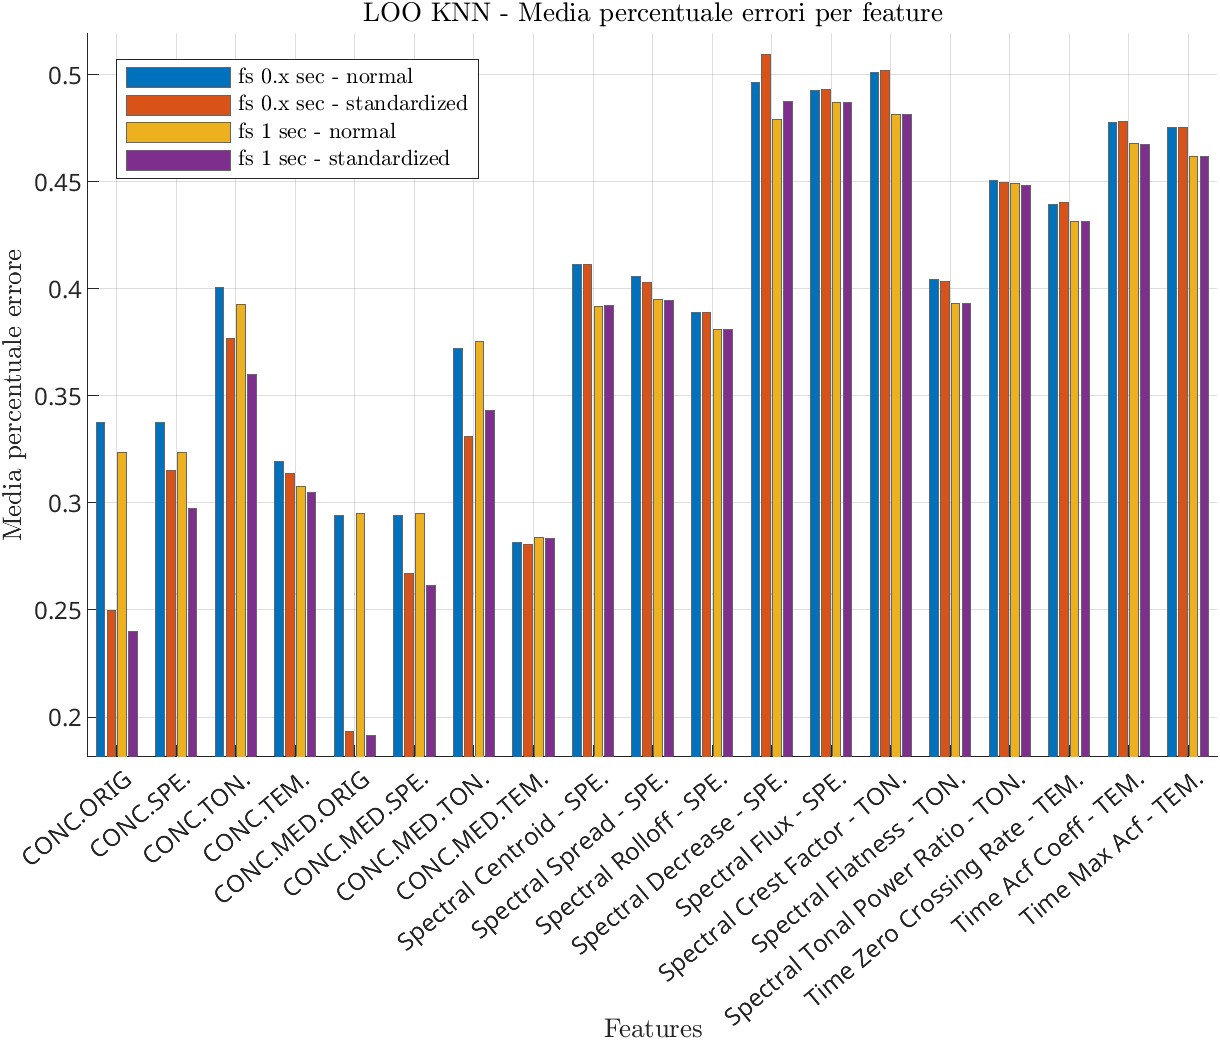 LOO KNN - Media percentuale errori per feature
fs 0.x sec - normal
fs 0.x sec - standardized
fs 1 sec - normal
fs 1 sec - standardized
Media percentuale errore
0.5
0.45
0.4
0.35
0.3
0.25
0.2
CONC.ORIG
CONC.SPE.
CONC.TON.
CONC.TEM.
CONC.MED.ORIG
CONC.MED.SPE.
CONC.MED.TON.
CONC.MED.TEM.
Spectral Centroid - SPE.
Spectral Spread - SPE.
Spectral Rolloff - SPE.
Spectral Decrease - SPE.
Spectral Flux - SPE.
Spectral Crest Factor - TON.
Spectral Flatness - TON.
Spectral Tonal Power Ratio - TON.
Time Zero Crossing Rate - TEM.
Time Acf Coeff - TEM.
Time Max Acf - TEM.
Features